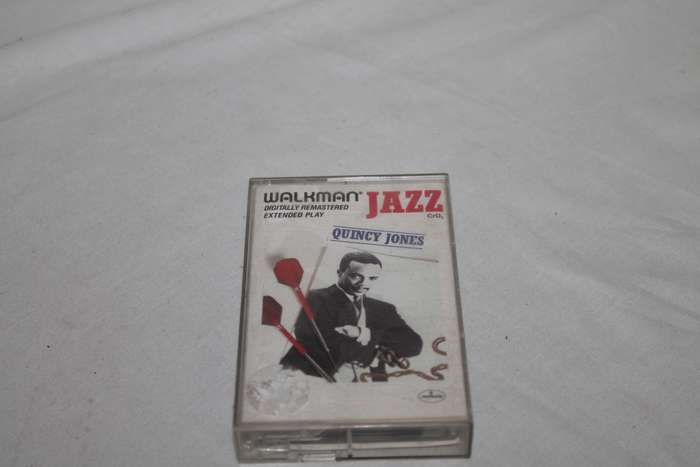 WALKMAN® JAZZ
DIGITALLY REMASTERED
EXTENDED PLAY
QUINCY JONES